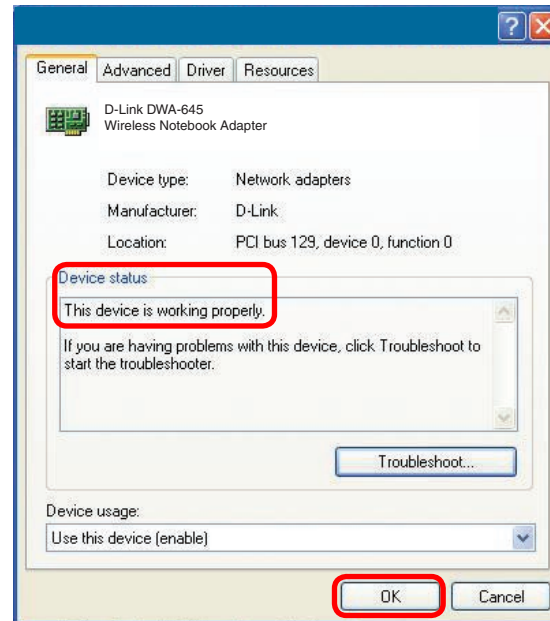 General Advanced Driver Resources
D-Link DWA-645
Wireless Notebook Adapter
Device type: Network adapters
Manufacturer: D-Link
Location: PCI bus 129, device 0, function 0
Device status
This device is working properly.
If you are having problems with this device, click Troubleshoot to
start the troubleshooter.
Troubleshoot...
Device usage:
Use this device (enable)
OK Cancel